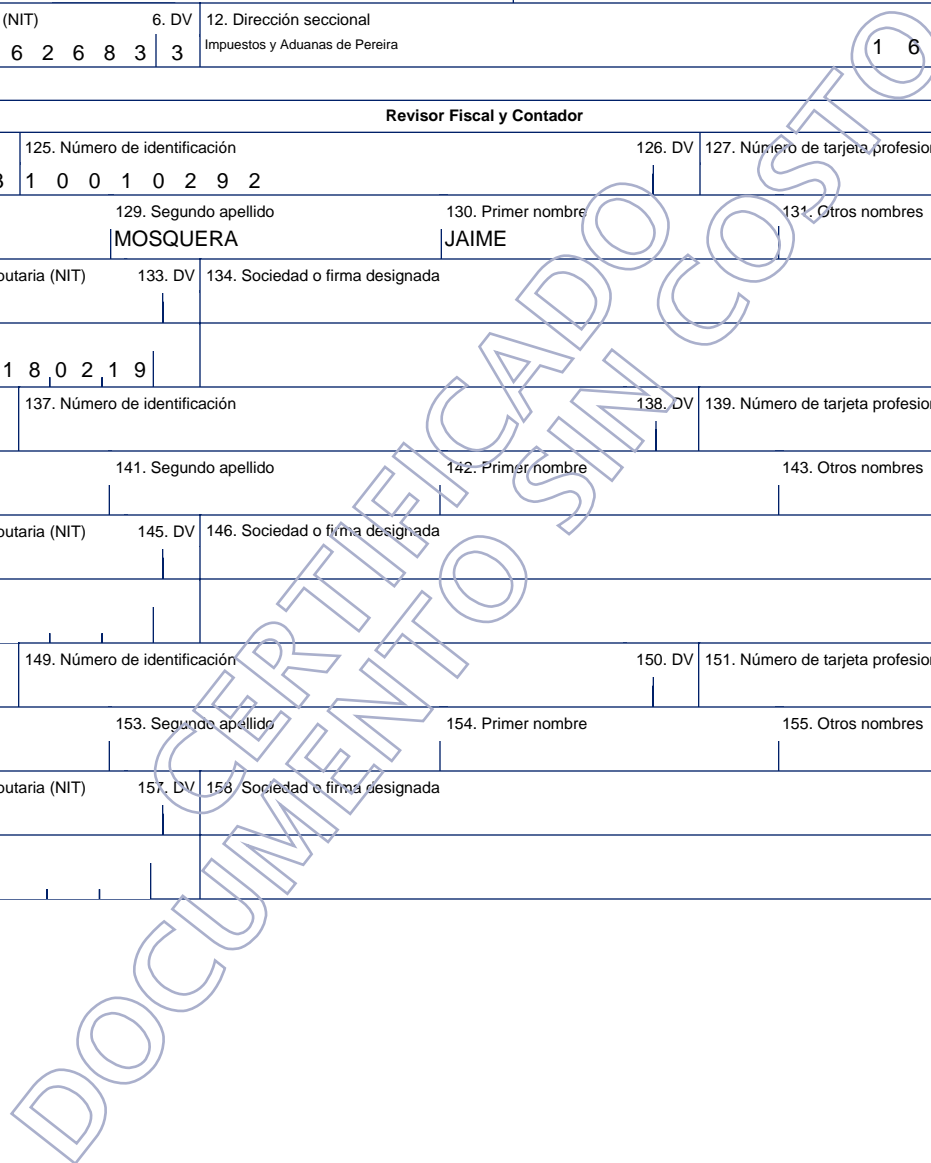 (NIT) 6. DV 12. Dirección seccional
6 2 6 8 3 3 Impuestos y Aduanas de Pereira 1 6
Revisor Fiscal y Contador
125. Número de identificación 126. DV 127. Número de tarjeta profesion
3 1 0 0 1 0 2 9 2
129. Segundo apellido 130. Primer nombre 131. Otros nombres
MOSQUERA JAIME
butaria (NIT) 133. DV 134. Sociedad o firma designada
1 8 0 2 1 9
137. Número de identificación 138. DV 139. Número de tarjeta profesion
141. Segundo apellido 142. Primer nombre 143. Otros nombres
butaria (NIT) 145. DV 146. Sociedad o firma designada
149. Número de identificación 150. DV 151. Número de tarjeta profesion
153. Segundo apellido 154. Primer nombre 155. Otros nombres
butaria (NIT) 157. DV 158. Sociedad o firma designada
CERTIFICADO
DOCUMENTO SIN COSTO